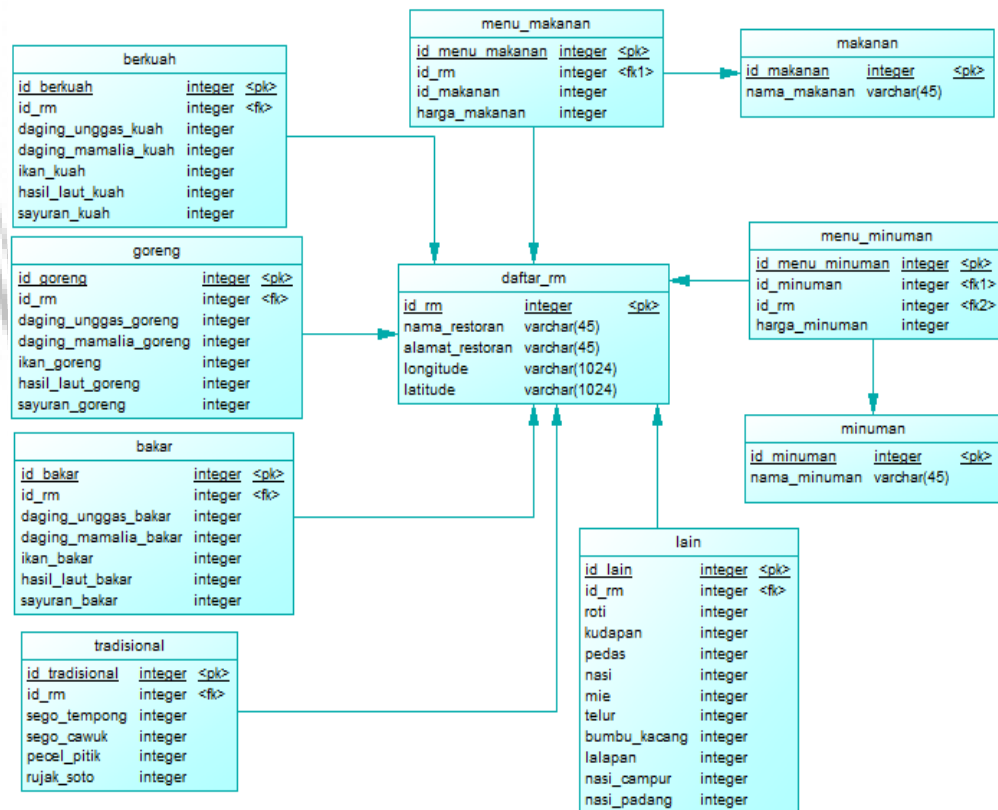 menu_makanan
id_menu_makanan integer <pk>
id_rm integer <fk1>
id_makanan integer
harga_makanan integer
makanan
id_makanan integer <pk>
nama_makanan varchar(45)
berkuah
id_berkuah integer <pk>
id_rm integer <fk>
daging_unggas_kuah integer
daging_mamalia_kuah integer
ikan_kuah integer
hasil_laut_kuah integer
sayuran_kuah integer
goreng
id_goreng integer <pk>
id_rm integer <fk>
daging_unggas_goreng integer
daging_mamalia_goreng integer
ikan_goreng integer
hasil_laut_goreng integer
sayuran_goreng integer
daftar_rm
id_rm integer <pk>
nama_restoran varchar(45)
alamat_restoran varchar(45)
longitude varchar(1024)
latitude varchar(1024)
menu_minuman
id_menu_minuman integer <pk>
id_minuman integer <fk1>
id_rm integer <fk2>
harga_minuman integer
minuman
id_minuman integer <pk>
nama_minuman varchar(45)
bakar
id_bakar integer <pk>
id_rm integer <fk>
daging_unggas_bakar integer
daging_mamalia_bakar integer
ikan_bakar integer
hasil_laut_bakar integer
sayuran_bakar integer
tradisional
id_tradisional integer <pk>
id_rm integer <fk>
sego_tempong integer
sego_cawuk integer
pecel_pitik integer
rujak_soto integer
lain
id_lain integer <pk>
id_rm integer <fk>
roti integer
kudapan integer
pedas integer
nasi integer
mie integer
telur integer
bumbu_kacang integer
lalapan integer
nasi_campur integer
nasi_padang integer